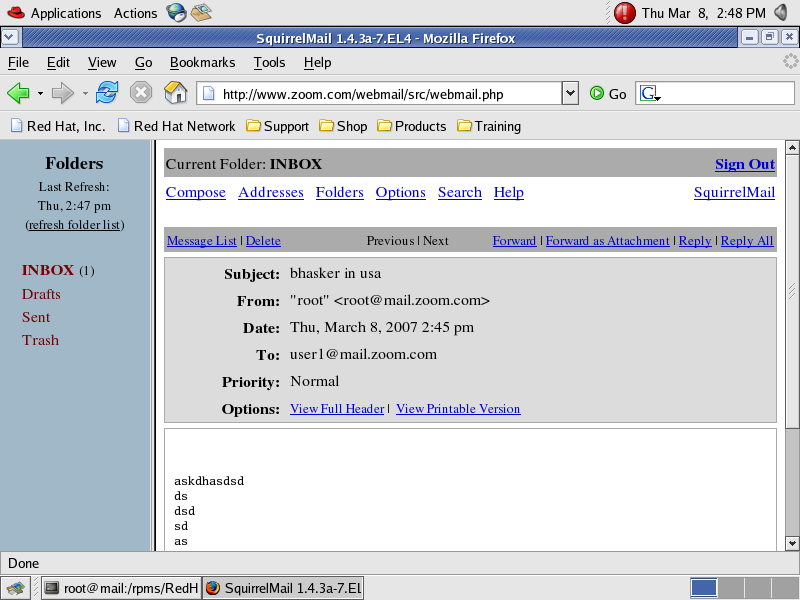 Applications Actions Thu Mar 8, 2:48 PM
SquirrelMail 1.4.3a-7.EL4 - Mozilla Firefox
File Edit View Go Bookmarks Tools Help
http://www.zoom.com/webmail/src/webmail.php Go G
Red Hat, Inc. Red Hat Network Support Shop Products Training
Folders
Last Refresh:
Thu, 2:47 pm
(refresh folder list)
INBOX (1)
Drafts
Sent
Trash
Current Folder: INBOX Sign Out
Compose Addresses Folders Options Search Help SquirrelMail
Message List | Delete Previous | Next Forward | Forward as Attachment | Reply | Reply All
Subject: bhasker in usa
From: "root" <root@mail.zoom.com>
Date: Thu, March 8, 2007 2:45 pm
To: user1@mail.zoom.com
Priority: Normal
Options: View Full Header | View Printable Version
askdhasdsd
ds
dsd
sd
as
Done
root@mail:/rpms/RedH SquirrelMail 1.4.3a-7.EL